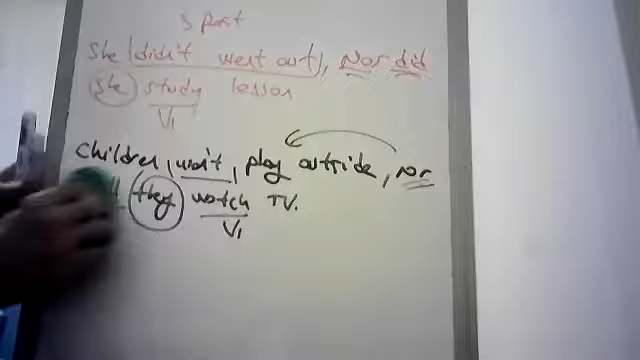 s past
She (didn't went out), Nor did
she study lesson
V1
Children, won't, play outside, nor
they watch TV.
V1